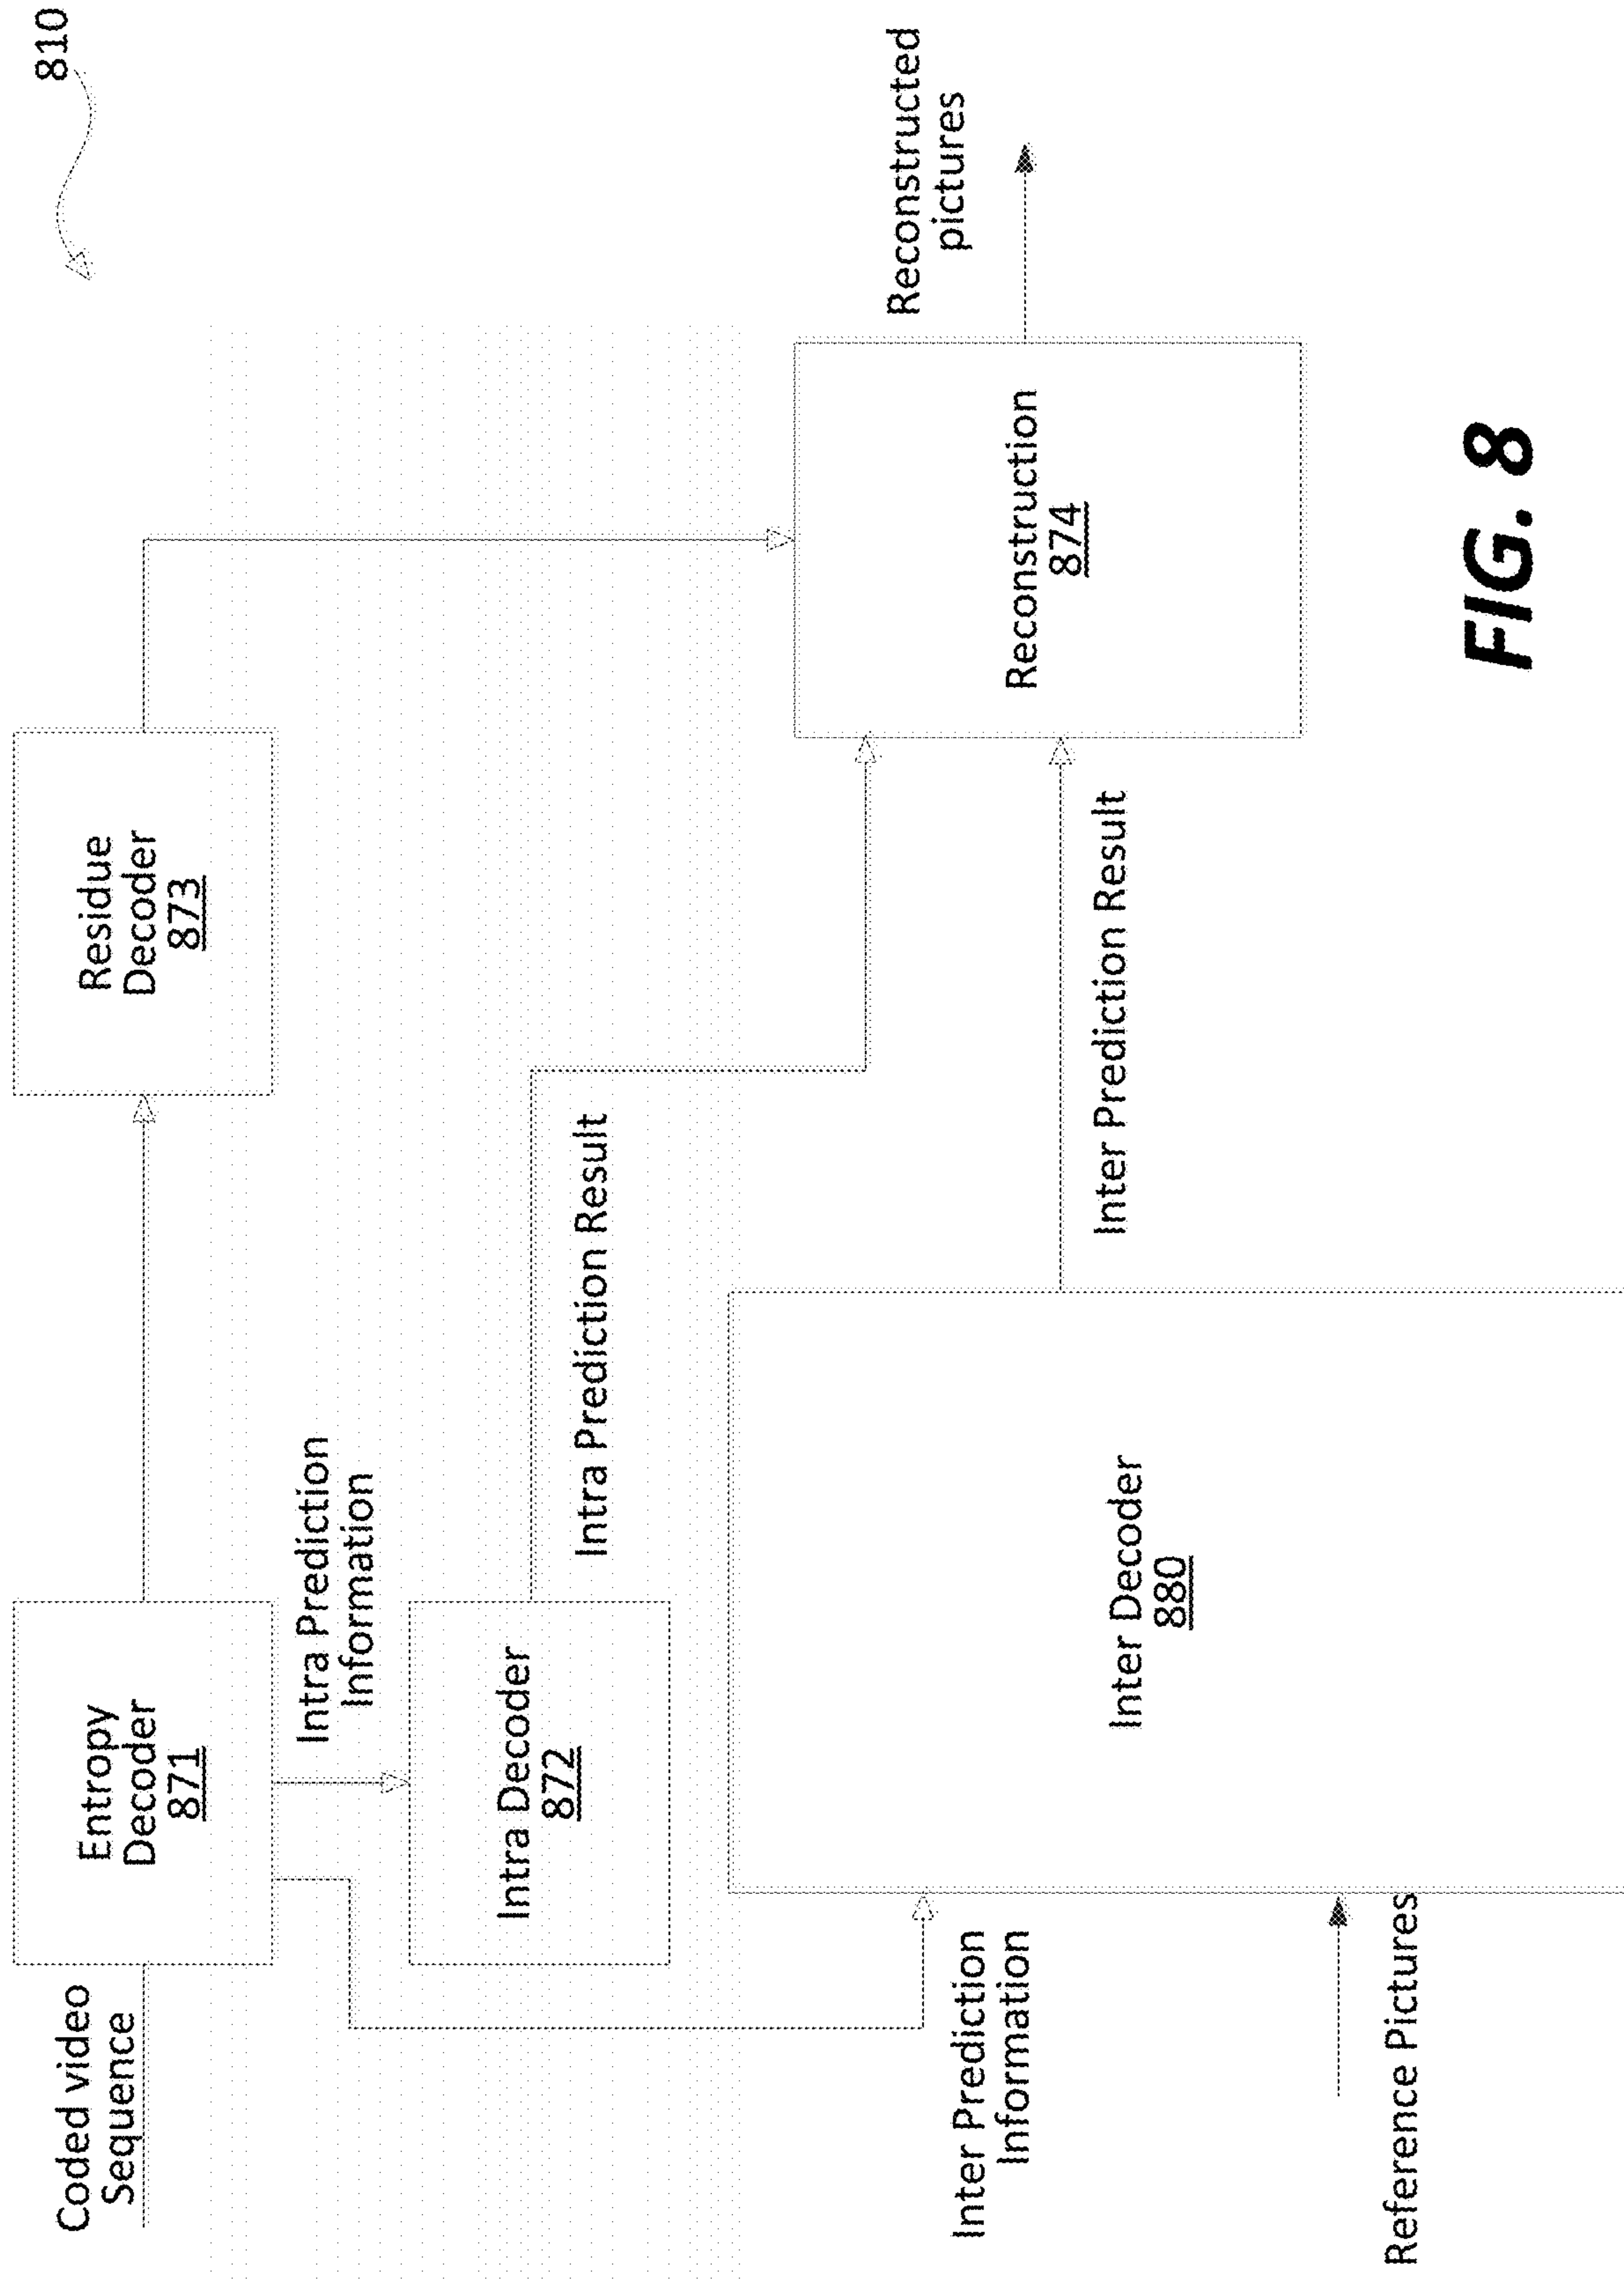 810
Coded video
Sequence
Entropy
Decoder
871
Residue
Decoder
873
Intra Prediction
Information
Intra Decoder
872
Intra Prediction Result
Reconstructed
pictures
Reconstruction
874
Inter Prediction
Information
Inter Decoder
880
Inter Prediction Result
Reference Pictures
FIG. 8